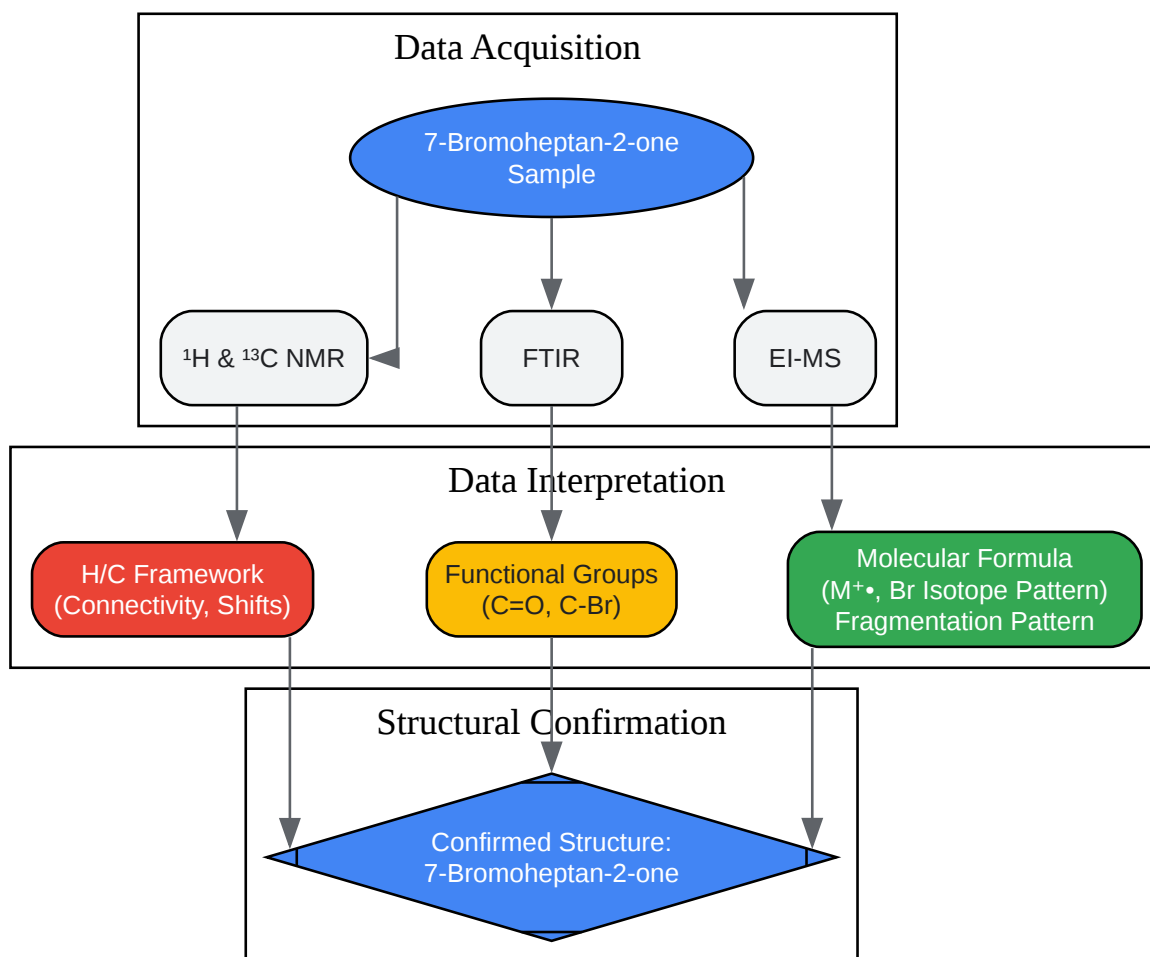 Data Acquisition
7-Bromoheptan-2-one
Sample
¹H & ¹³C NMR
FTIR
EI-MS
Data Interpretation
H/C Framework
(Connectivity, Shifts)
Functional Groups
(C=O, C-Br)
Molecular Formula
(M⁺•, Br Isotope Pattern)
Fragmentation Pattern
Structural Confirmation
Confirmed Structure:
7-Bromoheptan-2-one